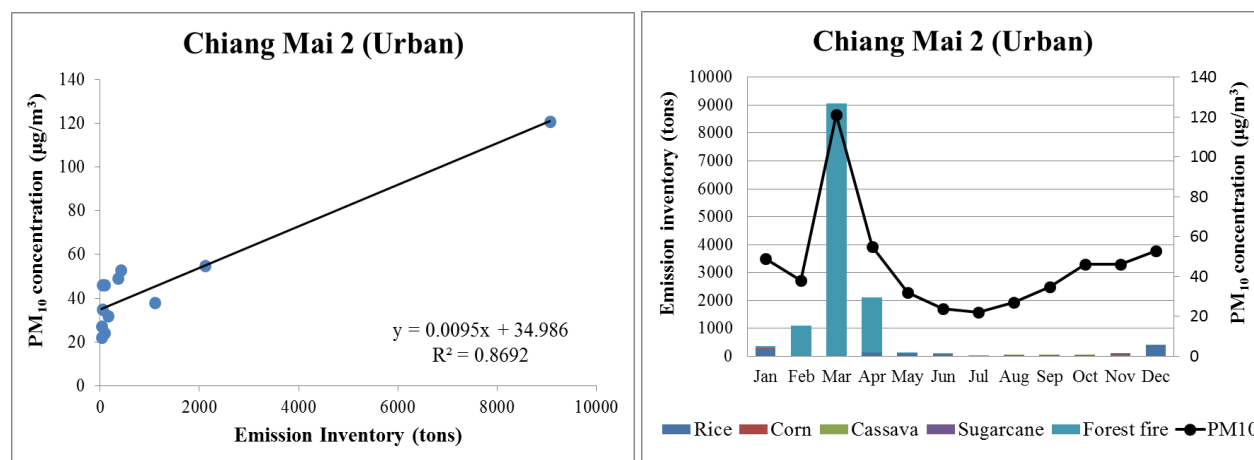 Chiang Mai 2 (Urban)
PM₁₀ concentration (µg/m³)
140
120
100
80
60
40
20
0
y = 0.0095x + 34.986
R² = 0.8692
0 2000 4000 6000 8000 10000
Emission Inventory (tons)
Chiang Mai 2 (Urban)
Emission inventory (tons)
10000
9000
8000
7000
6000
5000
4000
3000
2000
1000
0
140
120
100
80
60
40
20
0
PM₁₀ concentration (µg/m³)
Jan Feb Mar Apr May Jun Jul Aug Sep Oct Nov Dec
Rice Corn Cassava Sugarcane Forest fire PM10